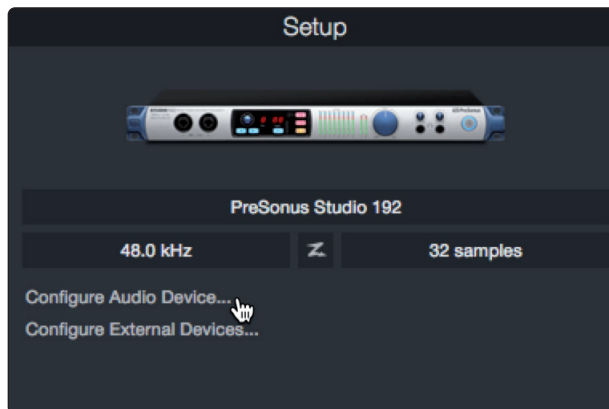 Setup
PreSonus Studio 192
48.0 kHz
Z
32 samples
Configure Audio Device...
Configure External Devices...